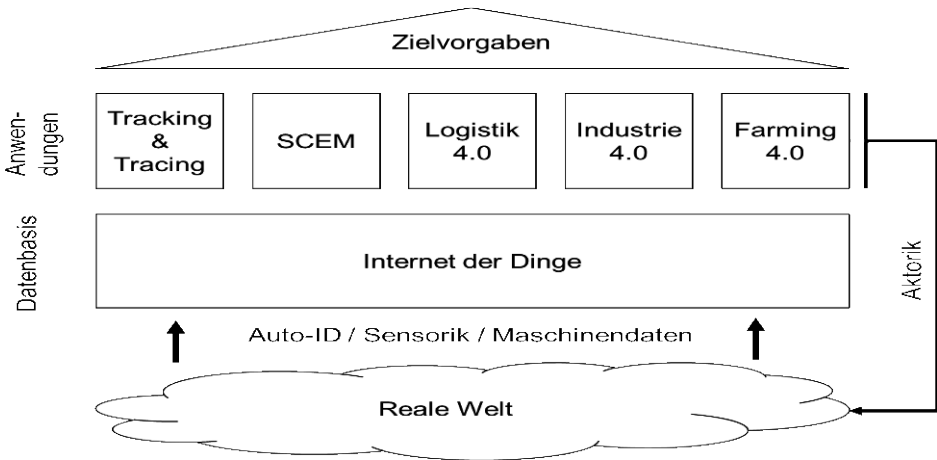 Zielvorgaben
Anwen-
dungen
Tracking
&
Tracing
SCEM
Logistik
4.0
Industrie
4.0
Farming
4.0
Datenbasis
Internet der Dinge
Aktorik
Auto-ID / Sensorik / Maschinendaten
Reale Welt